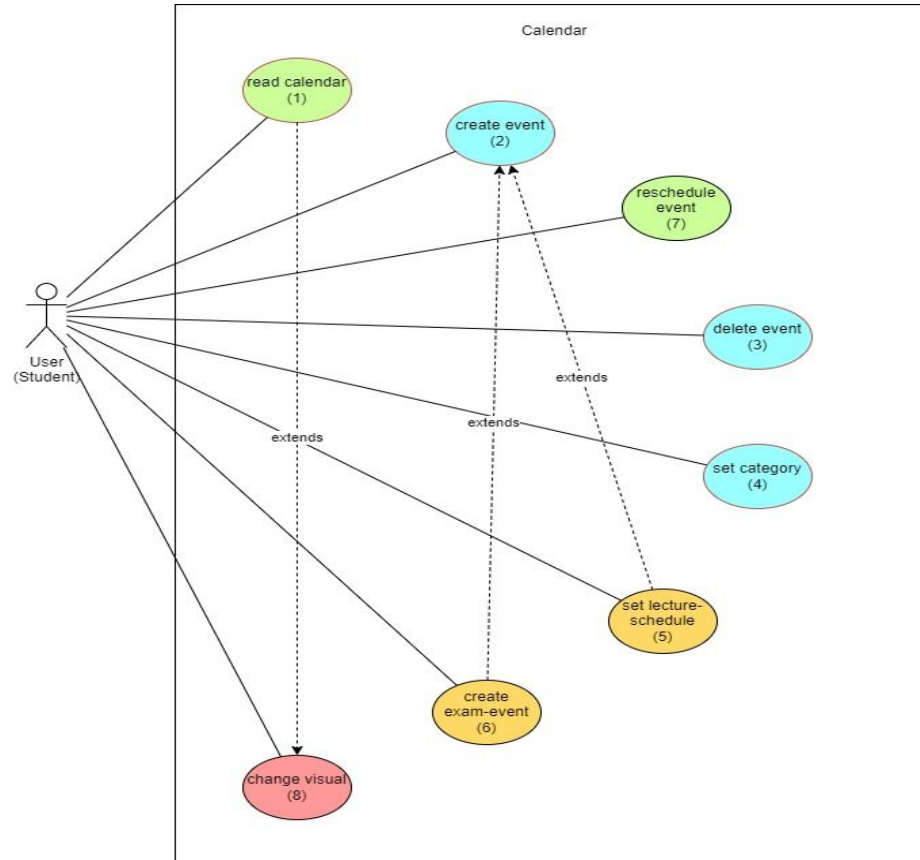 Calendar
read calendar
(1)
create event
(2)
reschedule
event
(7)
delete event
(3)
User
(Student)
extends
extends
extends
set category
(4)
set lecture-
schedule
(5)
create
exam-event
(6)
change visual
(8)